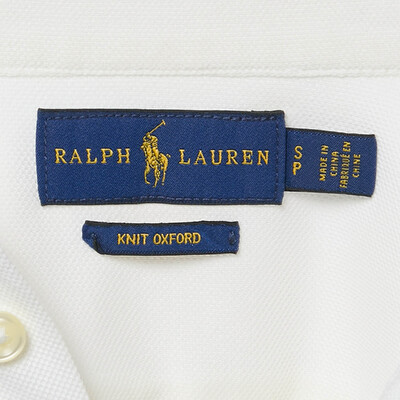 RALPH LAUREN
S
P
MADE IN
CHINA
FABRIQUÉ EN
CHINE
KNIT OXFORD